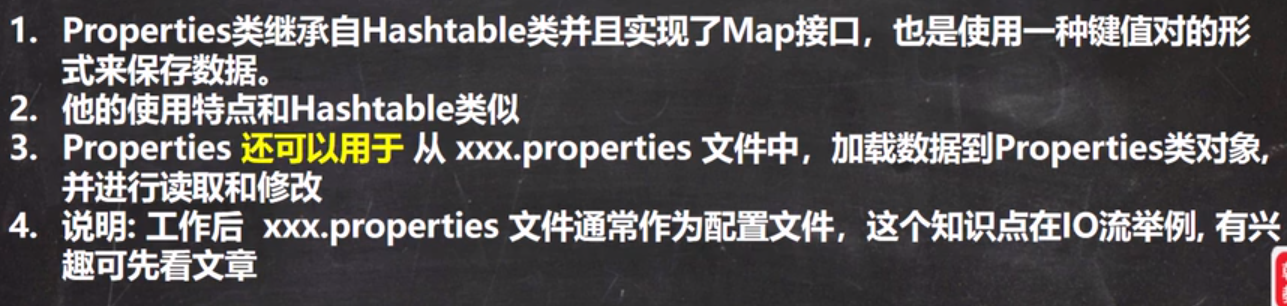 1. Properties类继承自Hashtable类并且实现了Map接口，也是使用一种键值对的形
式来保存数据。
2. 他的使用特点和Hashtable类似
3. Properties 还可以用于 从 xxx.properties 文件中，加载数据到Properties类对象,
并进行读取和修改
4. 说明: 工作后 xxx.properties 文件通常作为配置文件，这个知识点在IO流举例, 有兴
趣可先看文章